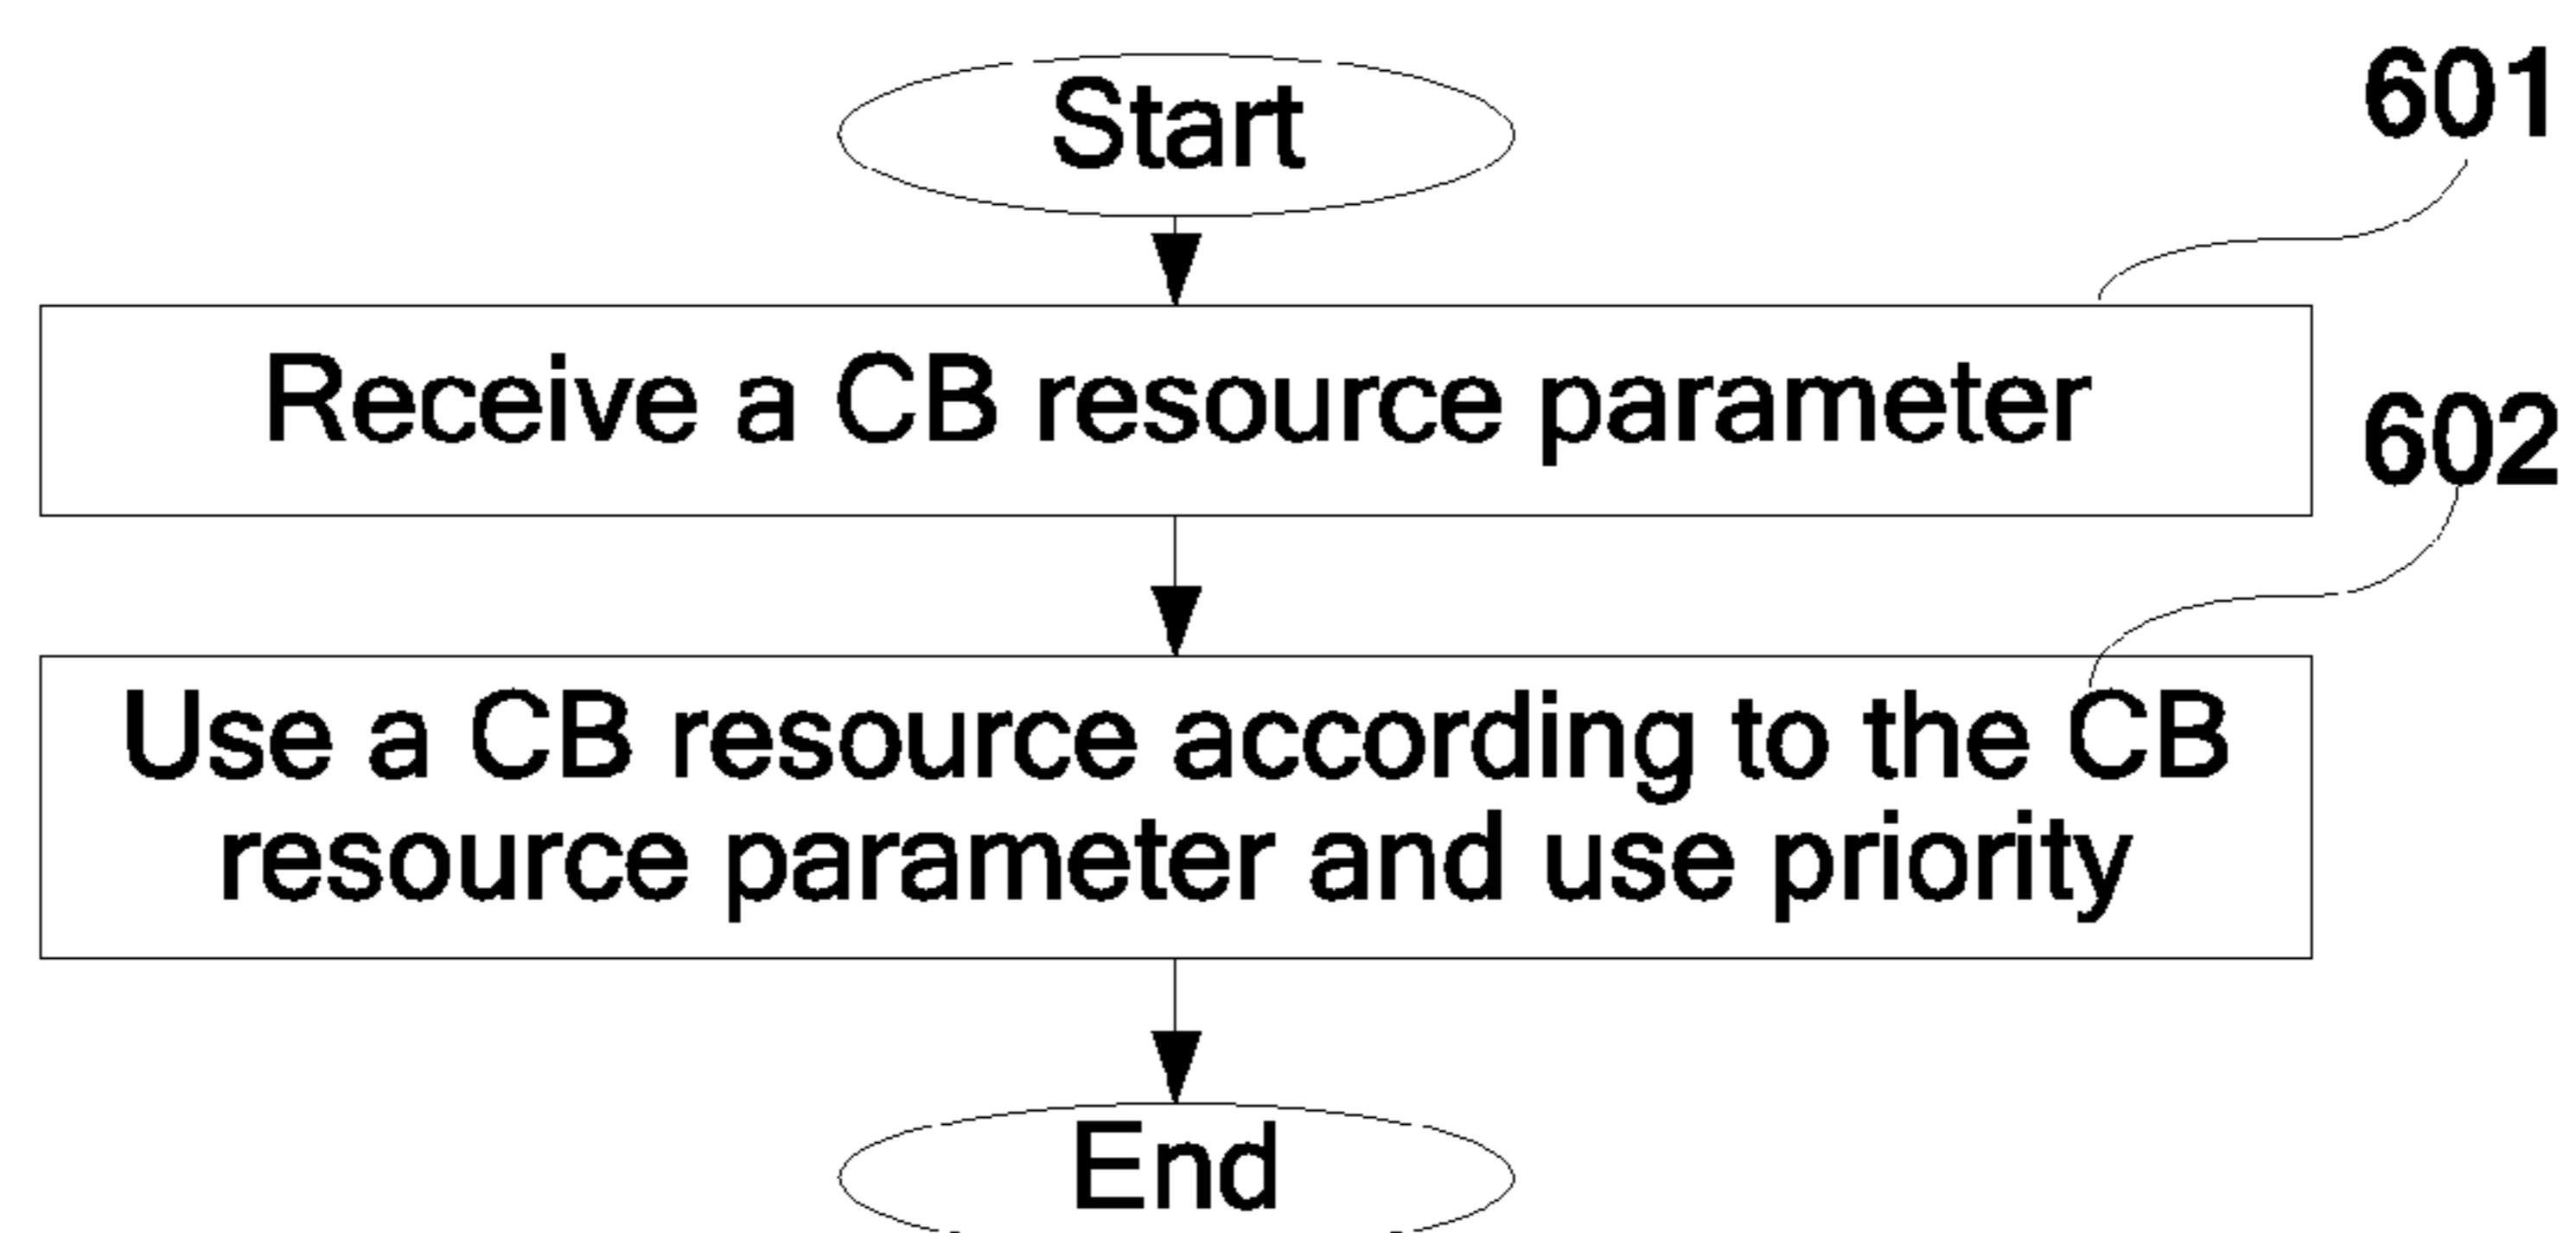 Start
601
Receive a CB resource parameter
602
Use a CB resource according to the CB
resource parameter and use priority
End